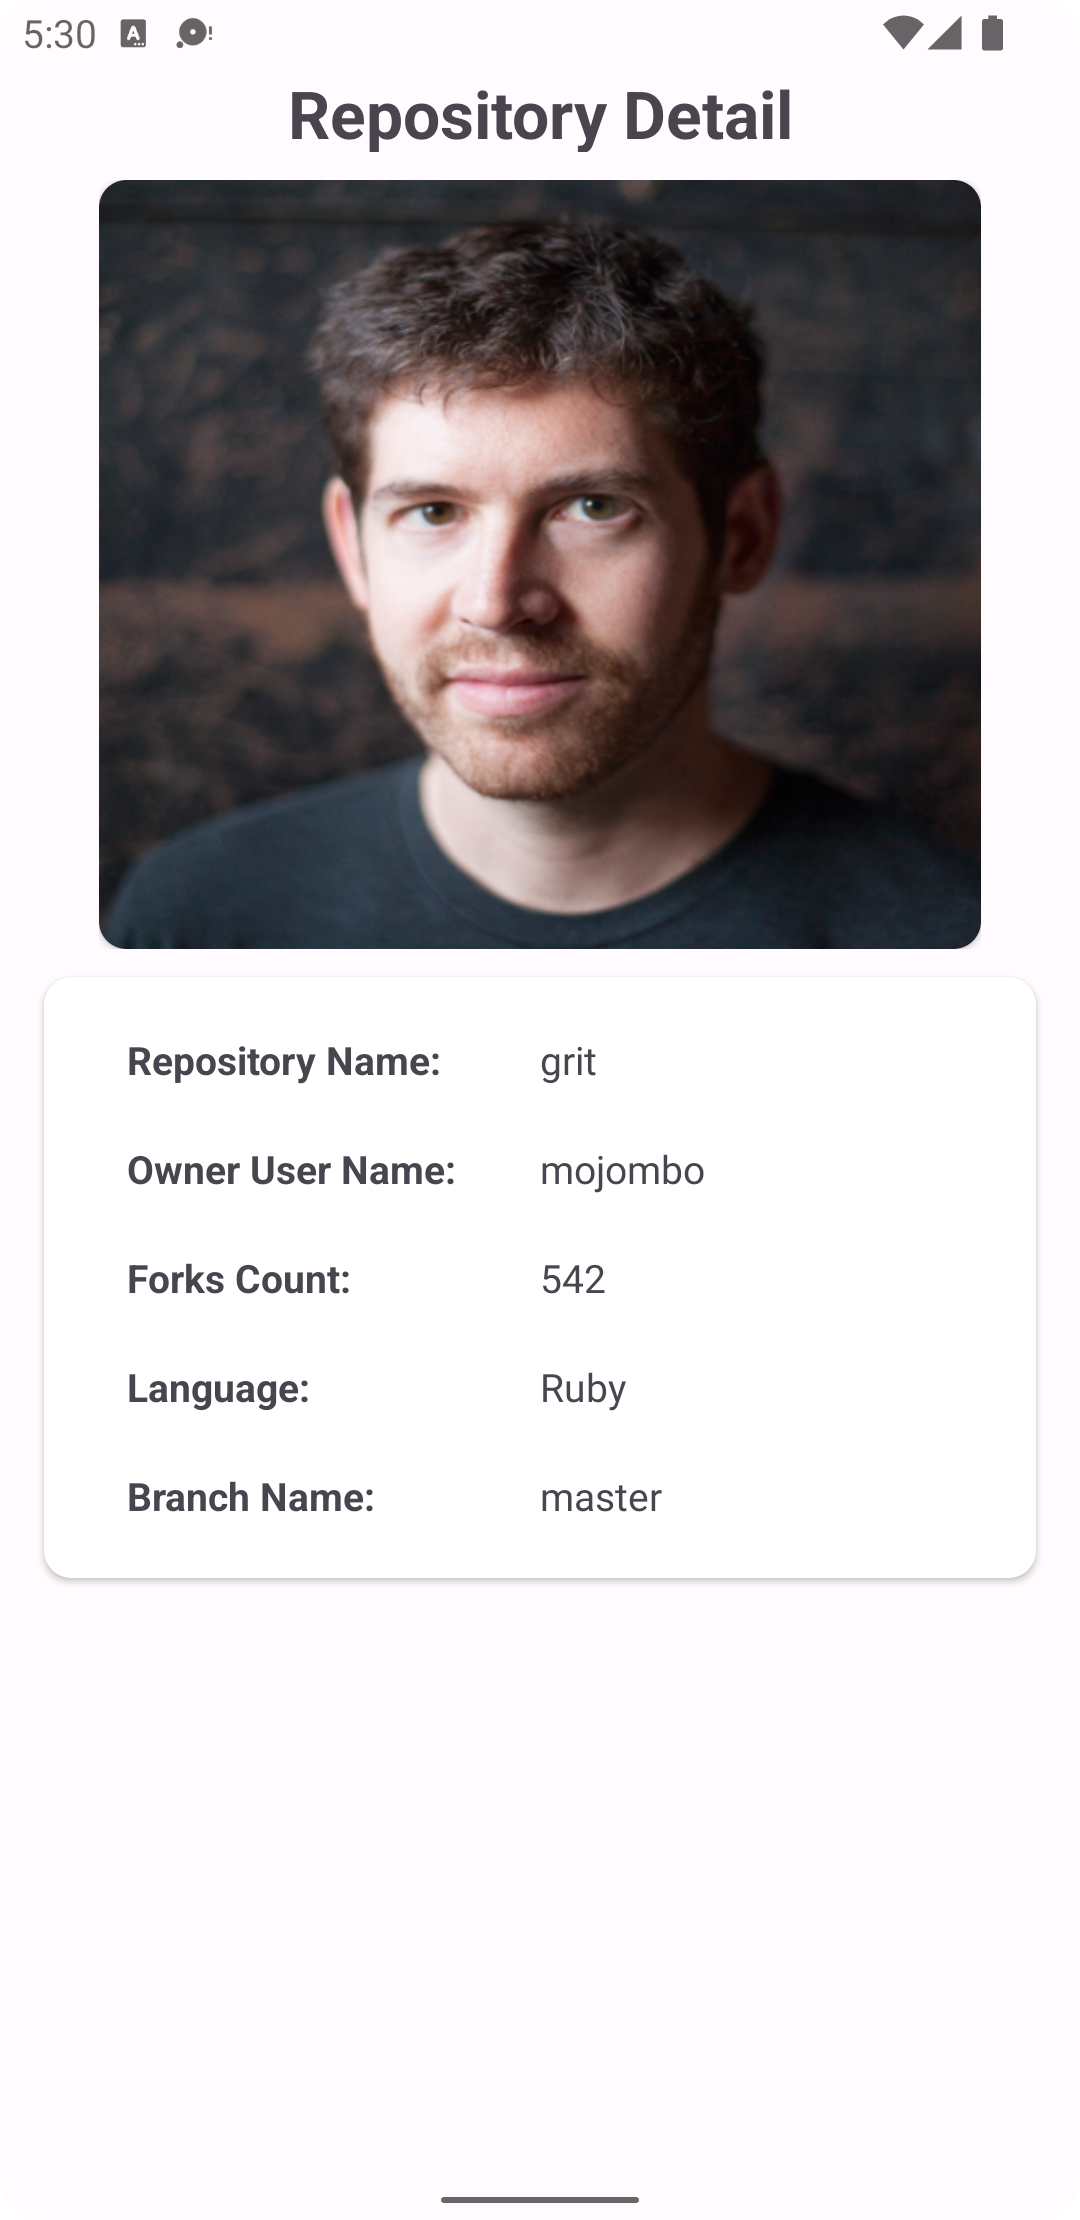 5:30
Repository Detail
Repository Name: grit
Owner User Name: mojombo
Forks Count: 542
Language: Ruby
Branch Name: master